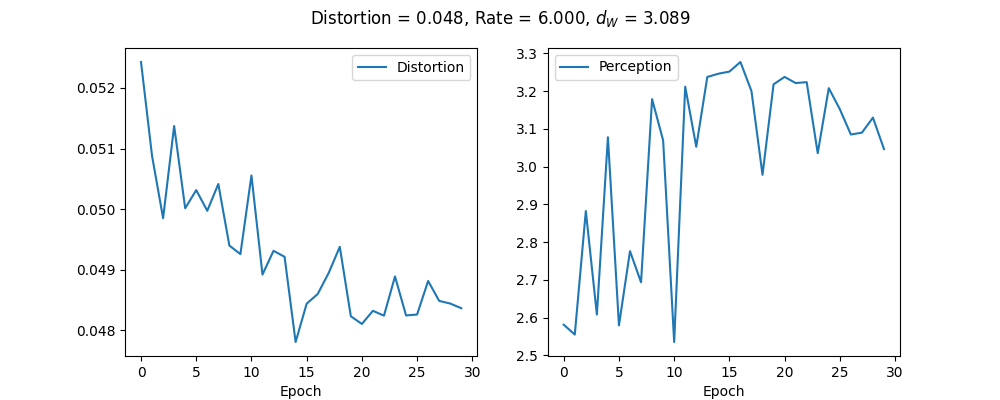 Distortion = 0.048, Rate = 6.000, d_W = 3.089
Distortion
0.052
0.051
0.050
0.049
0.048
0 5 10 15 20 25 30
Epoch
Perception
3.3
3.2
3.1
3.0
2.9
2.8
2.7
2.6
2.5
0 5 10 15 20 25 30
Epoch